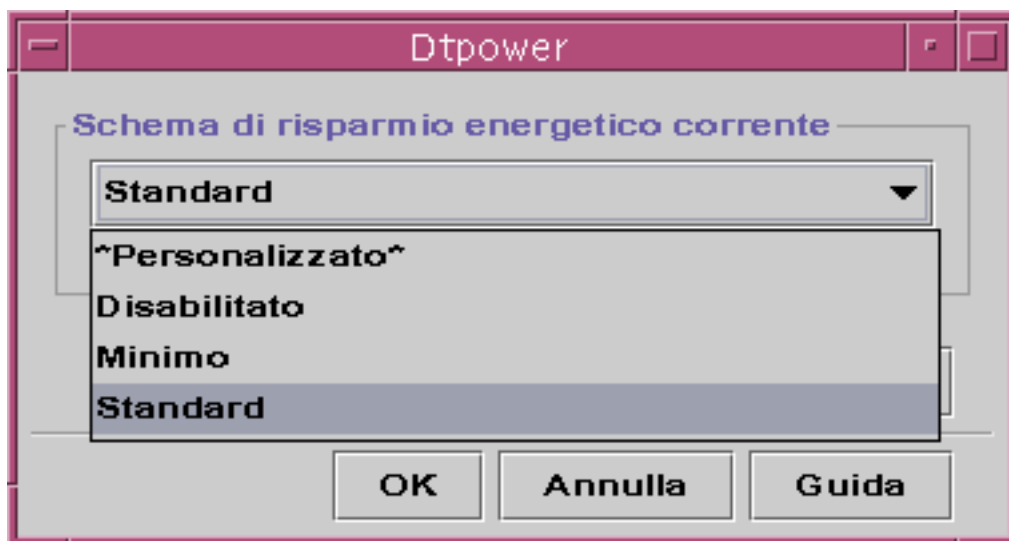 Dtpower
Schema di risparmio energetico corrente
Standard
^Personalizzato^
Disabilitato
Minimo
Standard
OK Annulla Guida